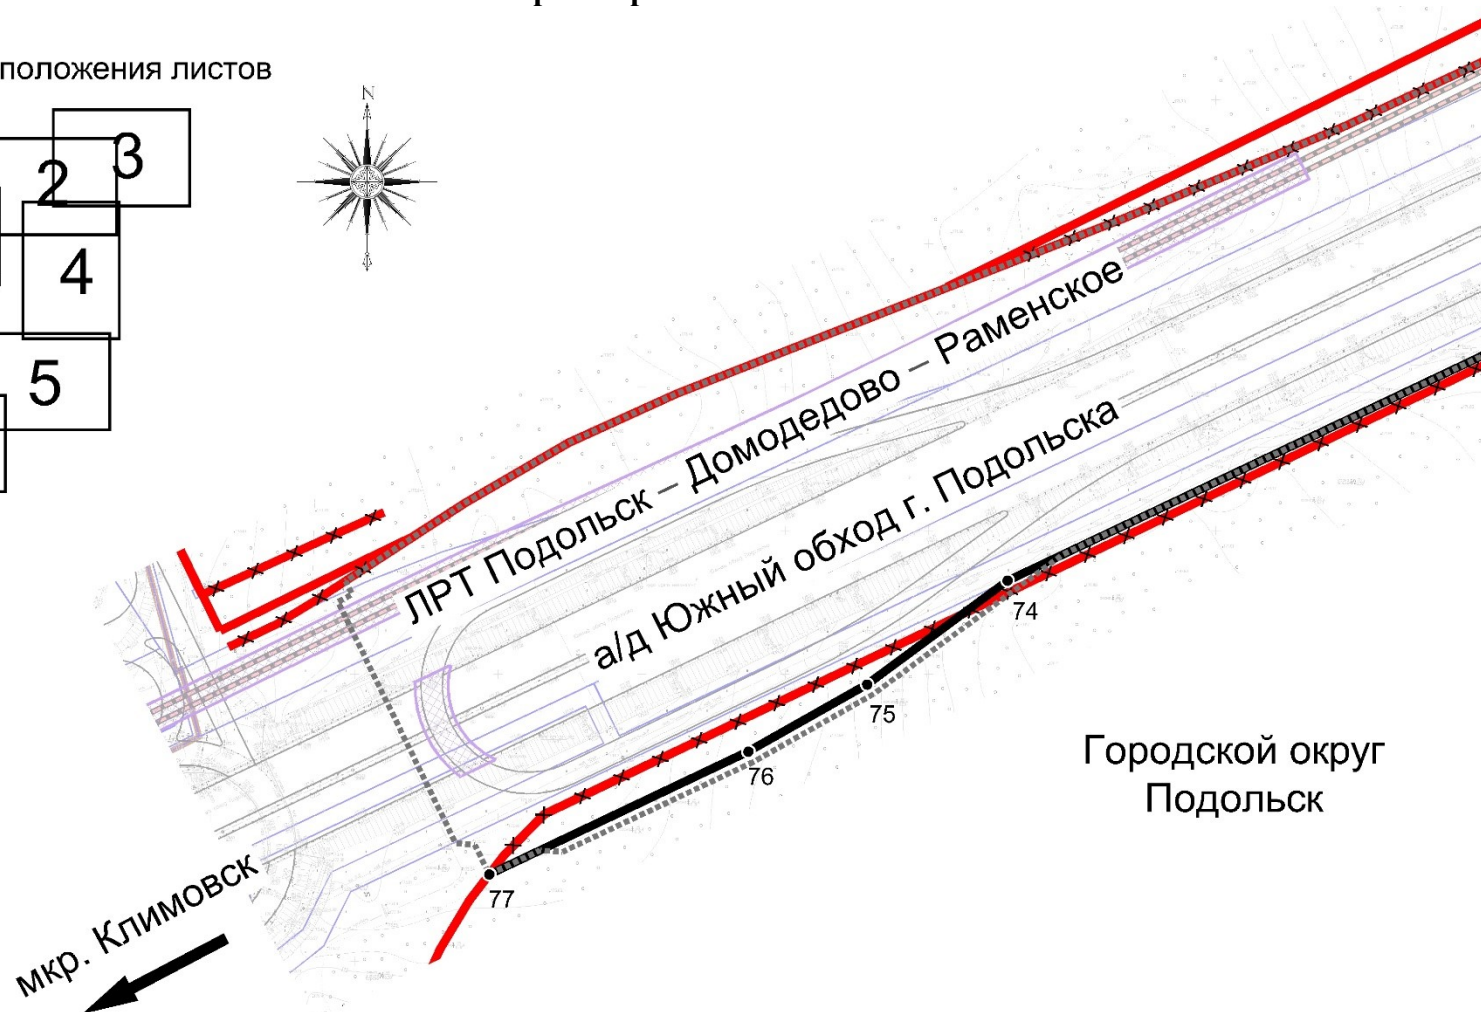 положения листов
N
3
2
4
5
ЛРТ Подольск – Домодедово – Раменское
а/д Южный обход г. Подольска
74
75
76
77
Городской округ
Подольск
мкр. Климовск